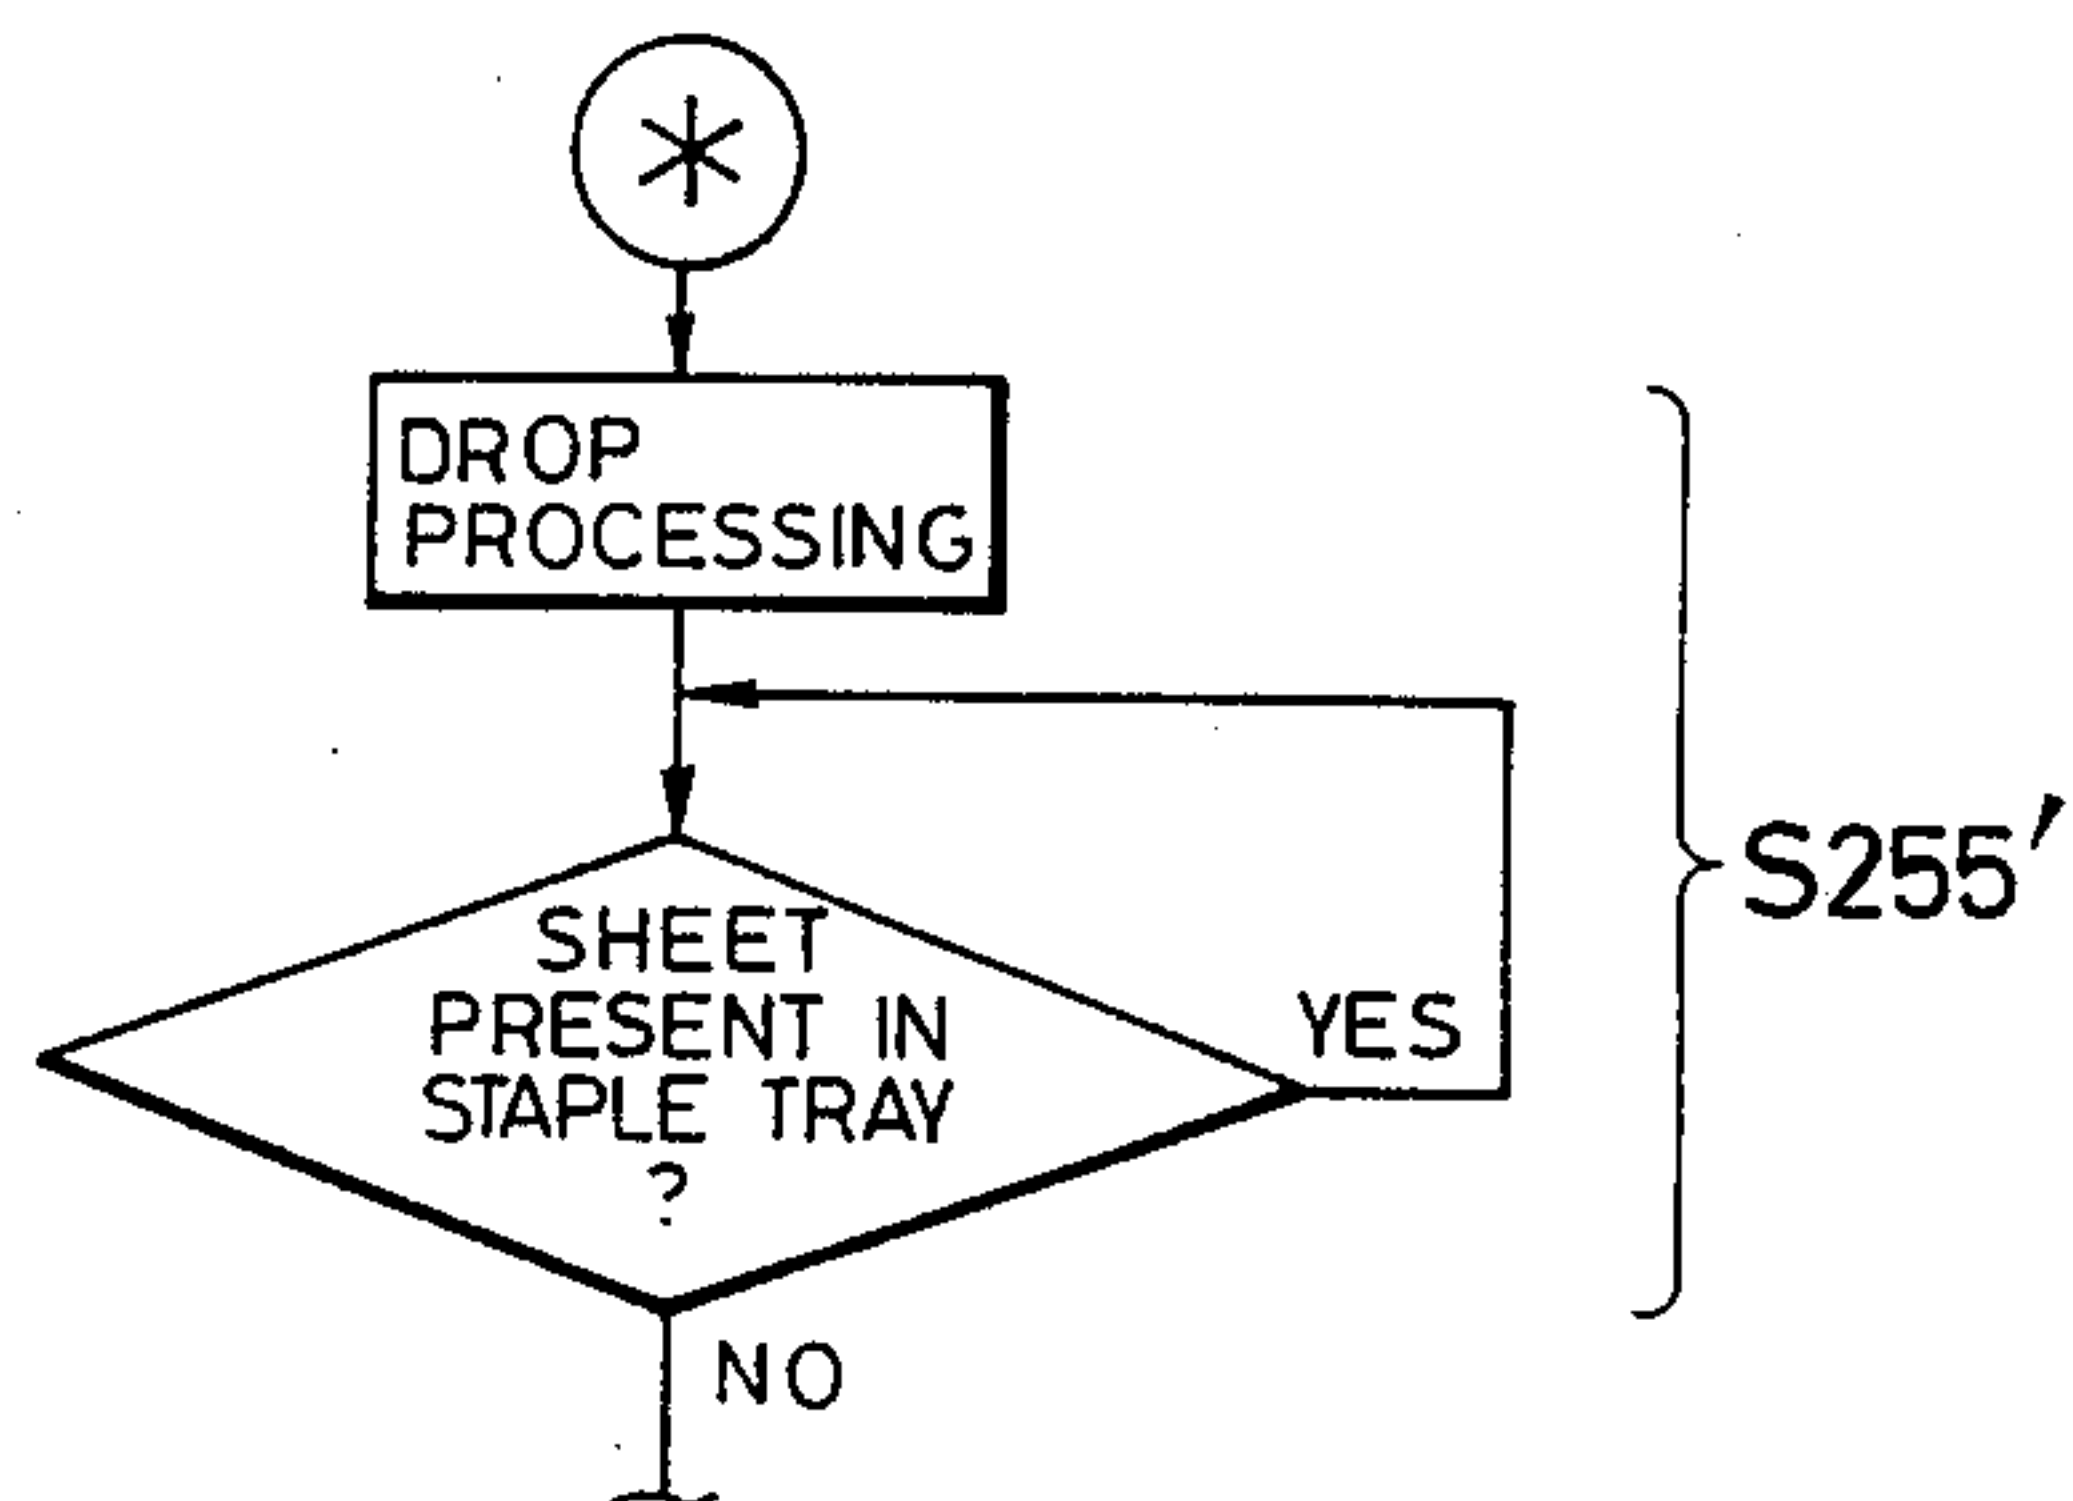 *
DROP
PROCESSING
SHEET
PRESENT IN
STAPLE TRAY
?
YES
NO
S255'